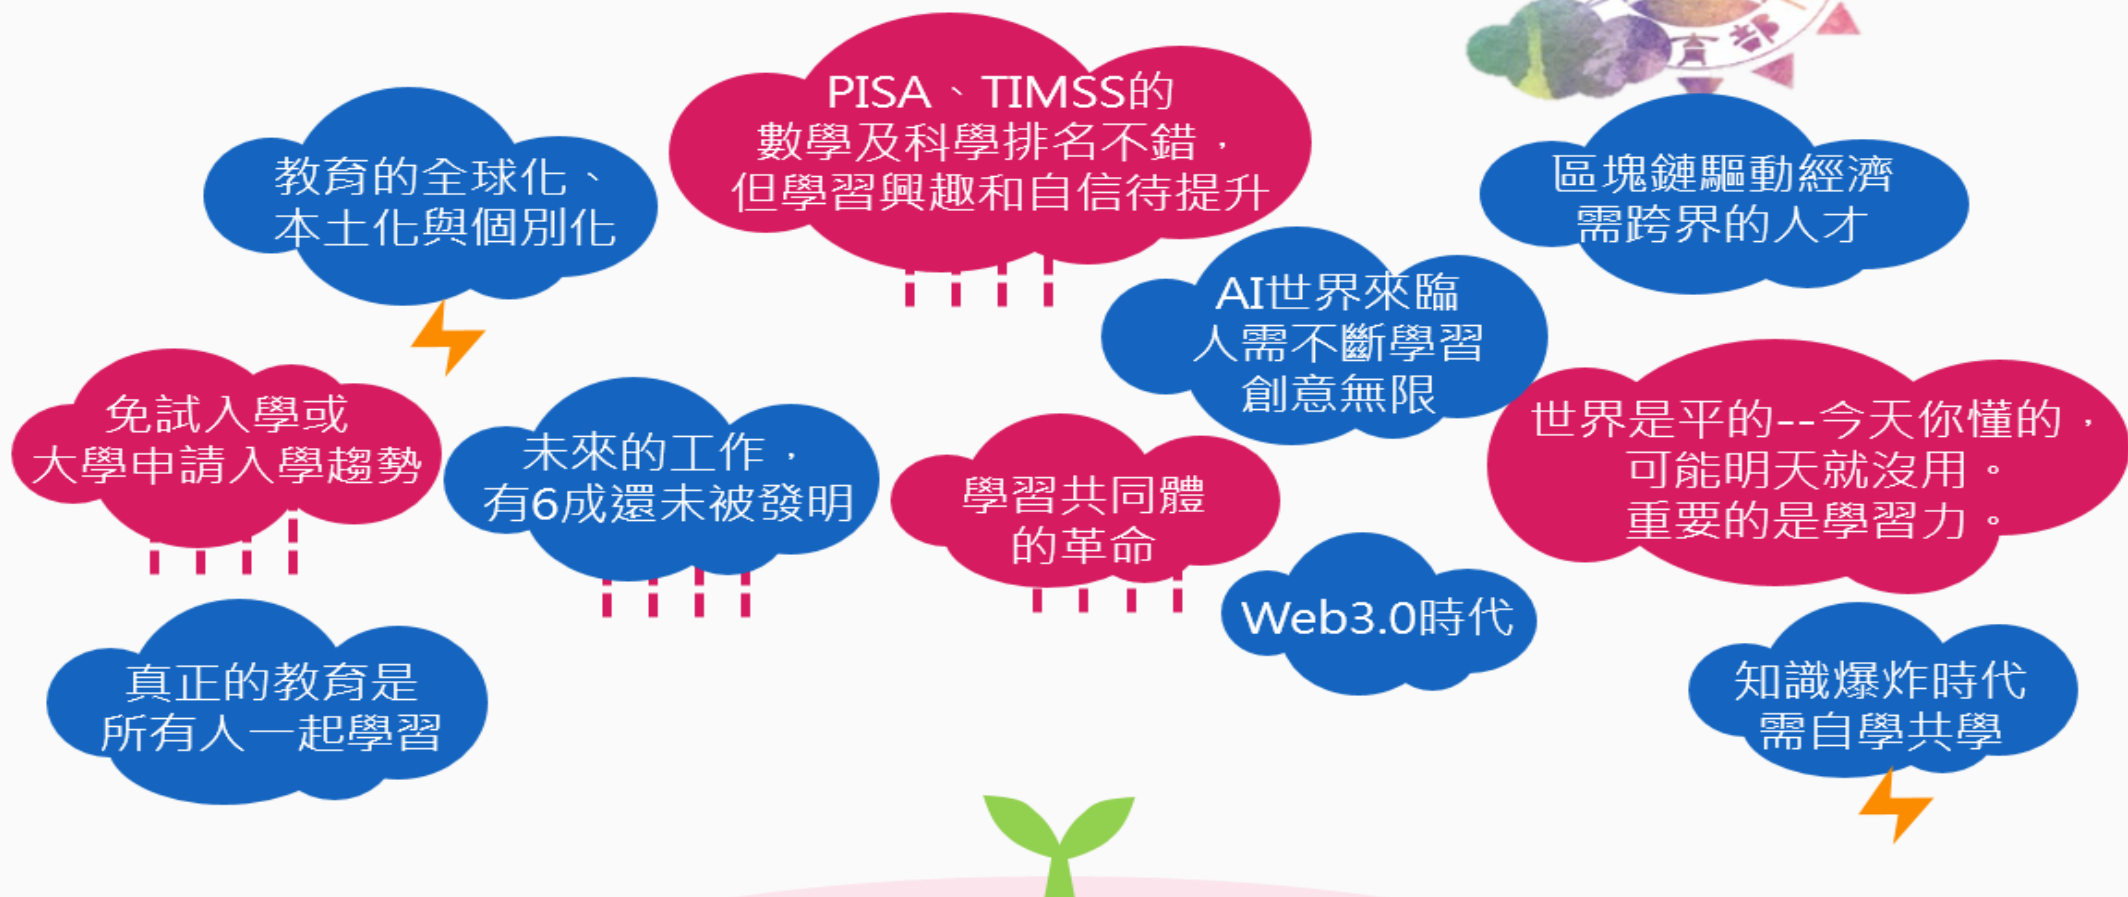 育部
PISA、TIMSS的
數學及科學排名不錯，
但學習興趣和自信待提升
教育的全球化、
本土化與個別化
區塊鏈驅動經濟
需跨界的人才
AI世界來臨
人需不斷學習
創意無限
免試入學或
大學申請入學趨勢
未來的工作，
有6成還未被發明
學習共同體
的革命
世界是平的--今天你懂的，
可能明天就沒用。
重要的是學習力。
Web3.0時代
真正的教育是
所有人一起學習
知識爆炸時代
需自學共學